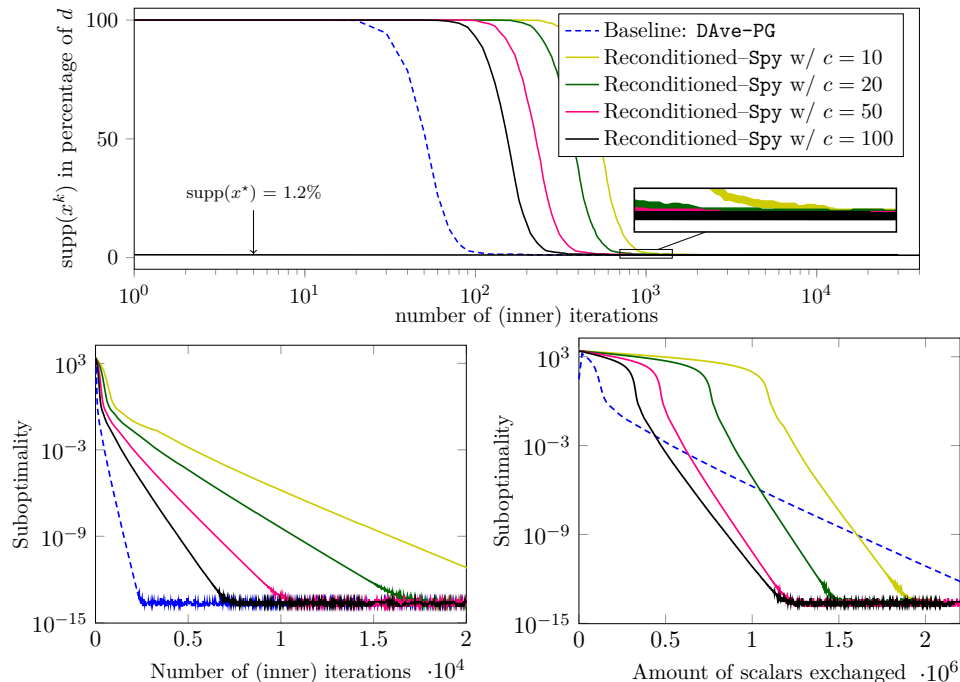 100
50
0
supp(x^k) in percentage of d
Baseline: DAve-PG
Reconditioned–Spy w/ c = 10
Reconditioned–Spy w/ c = 20
Reconditioned–Spy w/ c = 50
Reconditioned–Spy w/ c = 100
supp(x^⋆) = 1.2%
10^0 10^1 10^2 10^3 10^4
number of (inner) iterations
10^3
10^−3
10^−9
10^−15
Suboptimality
0 0.5 1 1.5 2
Number of (inner) iterations ·10^4
10^3
10^−3
10^−9
10^−15
Suboptimality
0 0.5 1 1.5 2
Amount of scalars exchanged ·10^6